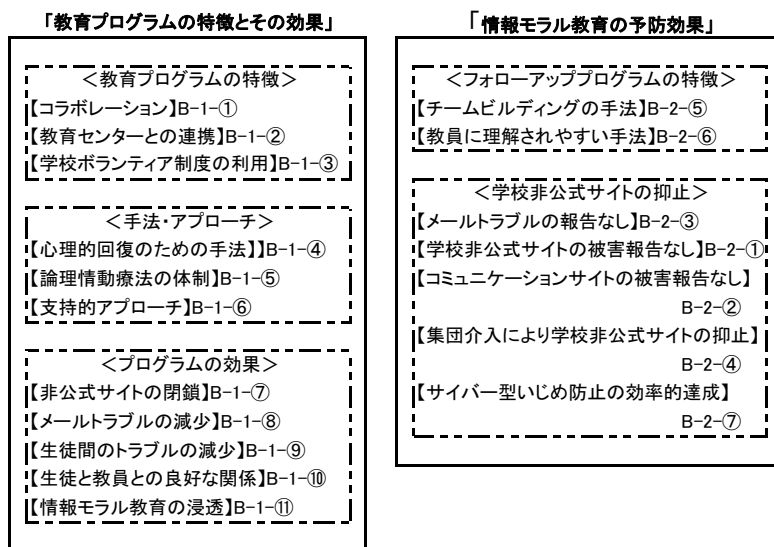 「教育プログラムの特徴とその効果」
＜教育プログラムの特徴＞
【コラボレーション】B-1-①
【教育センターとの連携】B-1-②
【学校ボランティア制度の利用】B-1-③
＜手法・アプローチ＞
【心理的回復のための手法】】B-1-④
【論理情動療法の体制】B-1-⑤
【支持的アプローチ】B-1-⑥
＜プログラムの効果＞
【非公式サイトの閉鎖】B-1-⑦
【メールトラブルの減少】B-1-⑧
【生徒間のトラブルの減少】B-1-⑨
【生徒と教員との良好な関係】B-1-⑩
【情報モラル教育の浸透】B-1-⑪
「情報モラル教育の予防効果」
＜フォローアッププログラムの特徴＞
【チームビルディングの手法】B-2-⑤
【教員に理解されやすい手法】B-2-⑥
＜学校非公式サイトの抑止＞
【メールトラブルの報告なし】B-2-③
【学校非公式サイトの被害報告なし】B-2-①
【コミュニケーションサイトの被害報告なし】
B-2-②
【集団介入により学校非公式サイトの抑止】
B-2-④
【サイバー型いじめ防止の効率的達成】
B-2-⑦